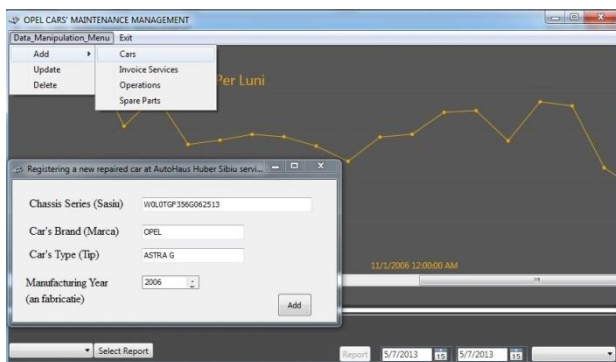 OPEL CARS' MAINTENANCE MANAGEMENT
Data_Manipulation_Menu Exit
Add
Update
Delete
Cars
Invoice Services
Operations
Spare Parts
Per Luni
Registering a new repaired car at AutoHaus Huber Sibiu servi...
Chassis Series (Sasiu) W0L0TGF356G062513
Car's Brand (Marca) OPEL
Car's Type (Tip) ASTRA G
Manufacturing Year 2006
(an fabricatie)
Add
11/1/2006 12:00:00 AM
Select Report Report 5/7/2013 15 5/7/2013 15